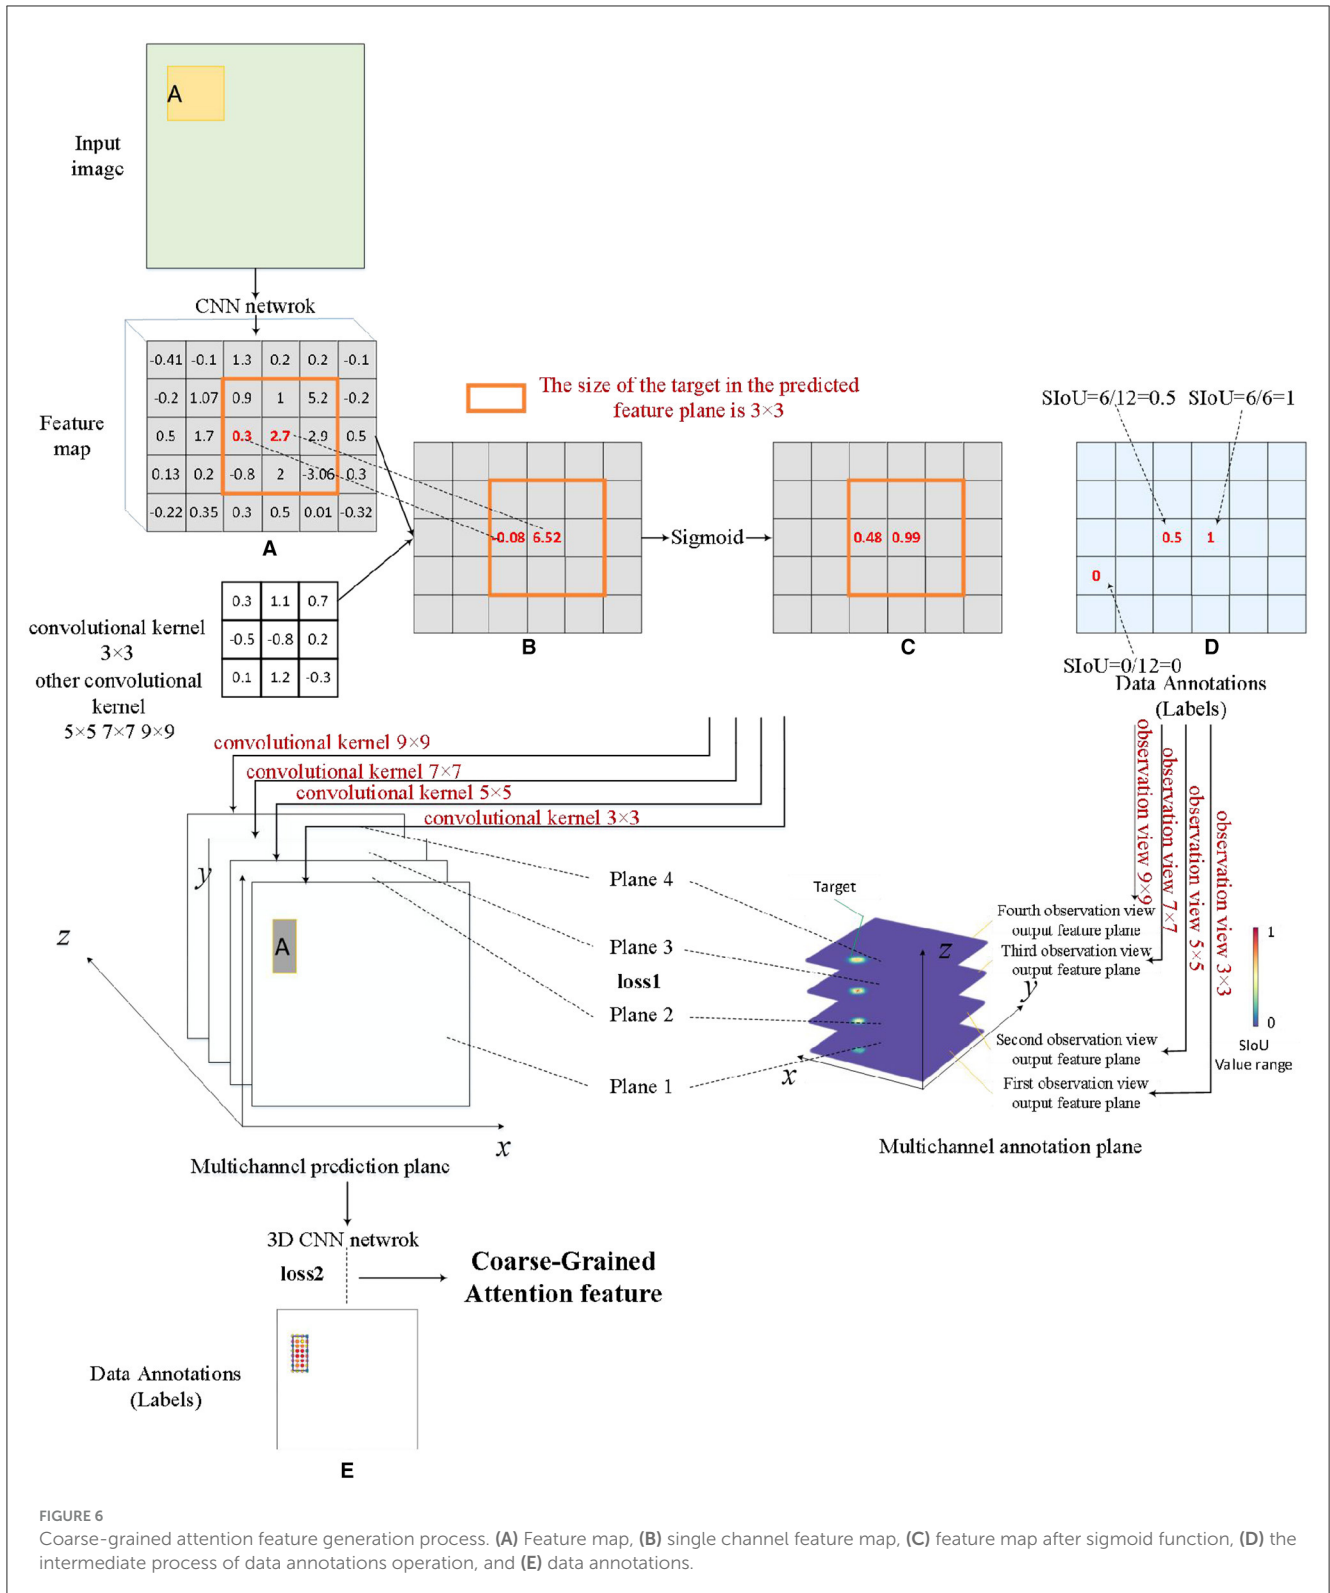 A
Input
image
CNN netwrok
-0.41 -0.1 1.3 0.2 0.2 -0.1
-0.2 1.07 0.9 1 5.2 -0.2
0.5 1.7 0.3 2.7 2.9 0.5
0.13 0.2 -0.8 2 -3.06 0.3
-0.22 0.35 0.3 0.5 0.01 -0.32
Feature
map
A
The size of the target in the predicted
feature plane is 3×3
SIoU=6/12=0.5 SIoU=6/6=1
-0.08 6.52
Sigmoid
0.48 0.99
0.5 1
0
B
C
D
SIoU=0/12=0
Data Annotations
(Labels)
0.3 1.1 0.7
-0.5 -0.8 0.2
0.1 1.2 -0.3
convolutional kernel
3×3
other convolutional
kernel
5×5 7×7 9×9
convolutional kernel 9×9
convolutional kernel 7×7
convolutional kernel 5×5
convolutional kernel 3×3
observation view 9×9
observation view 7×7
observation view 5×5
observation view 3×3
y
z
A
x
Plane 4
Plane 3
loss1
Plane 2
Plane 1
Target
z
y
x
Fourth observation view
output feature plane
Third observation view
output feature plane
Second observation view
output feature plane
First observation view
output feature plane
1
0
SIoU
Value range
Multichannel prediction plane
Multichannel annotation plane
3D CNN netwrok
loss2
Coarse-Grained
Attention feature
Data Annotations
(Labels)
E
FIGURE 6
Coarse-grained attention feature generation process. (A) Feature map, (B) single channel feature map, (C) feature map after sigmoid function, (D) the
intermediate process of data annotations operation, and (E) data annotations.